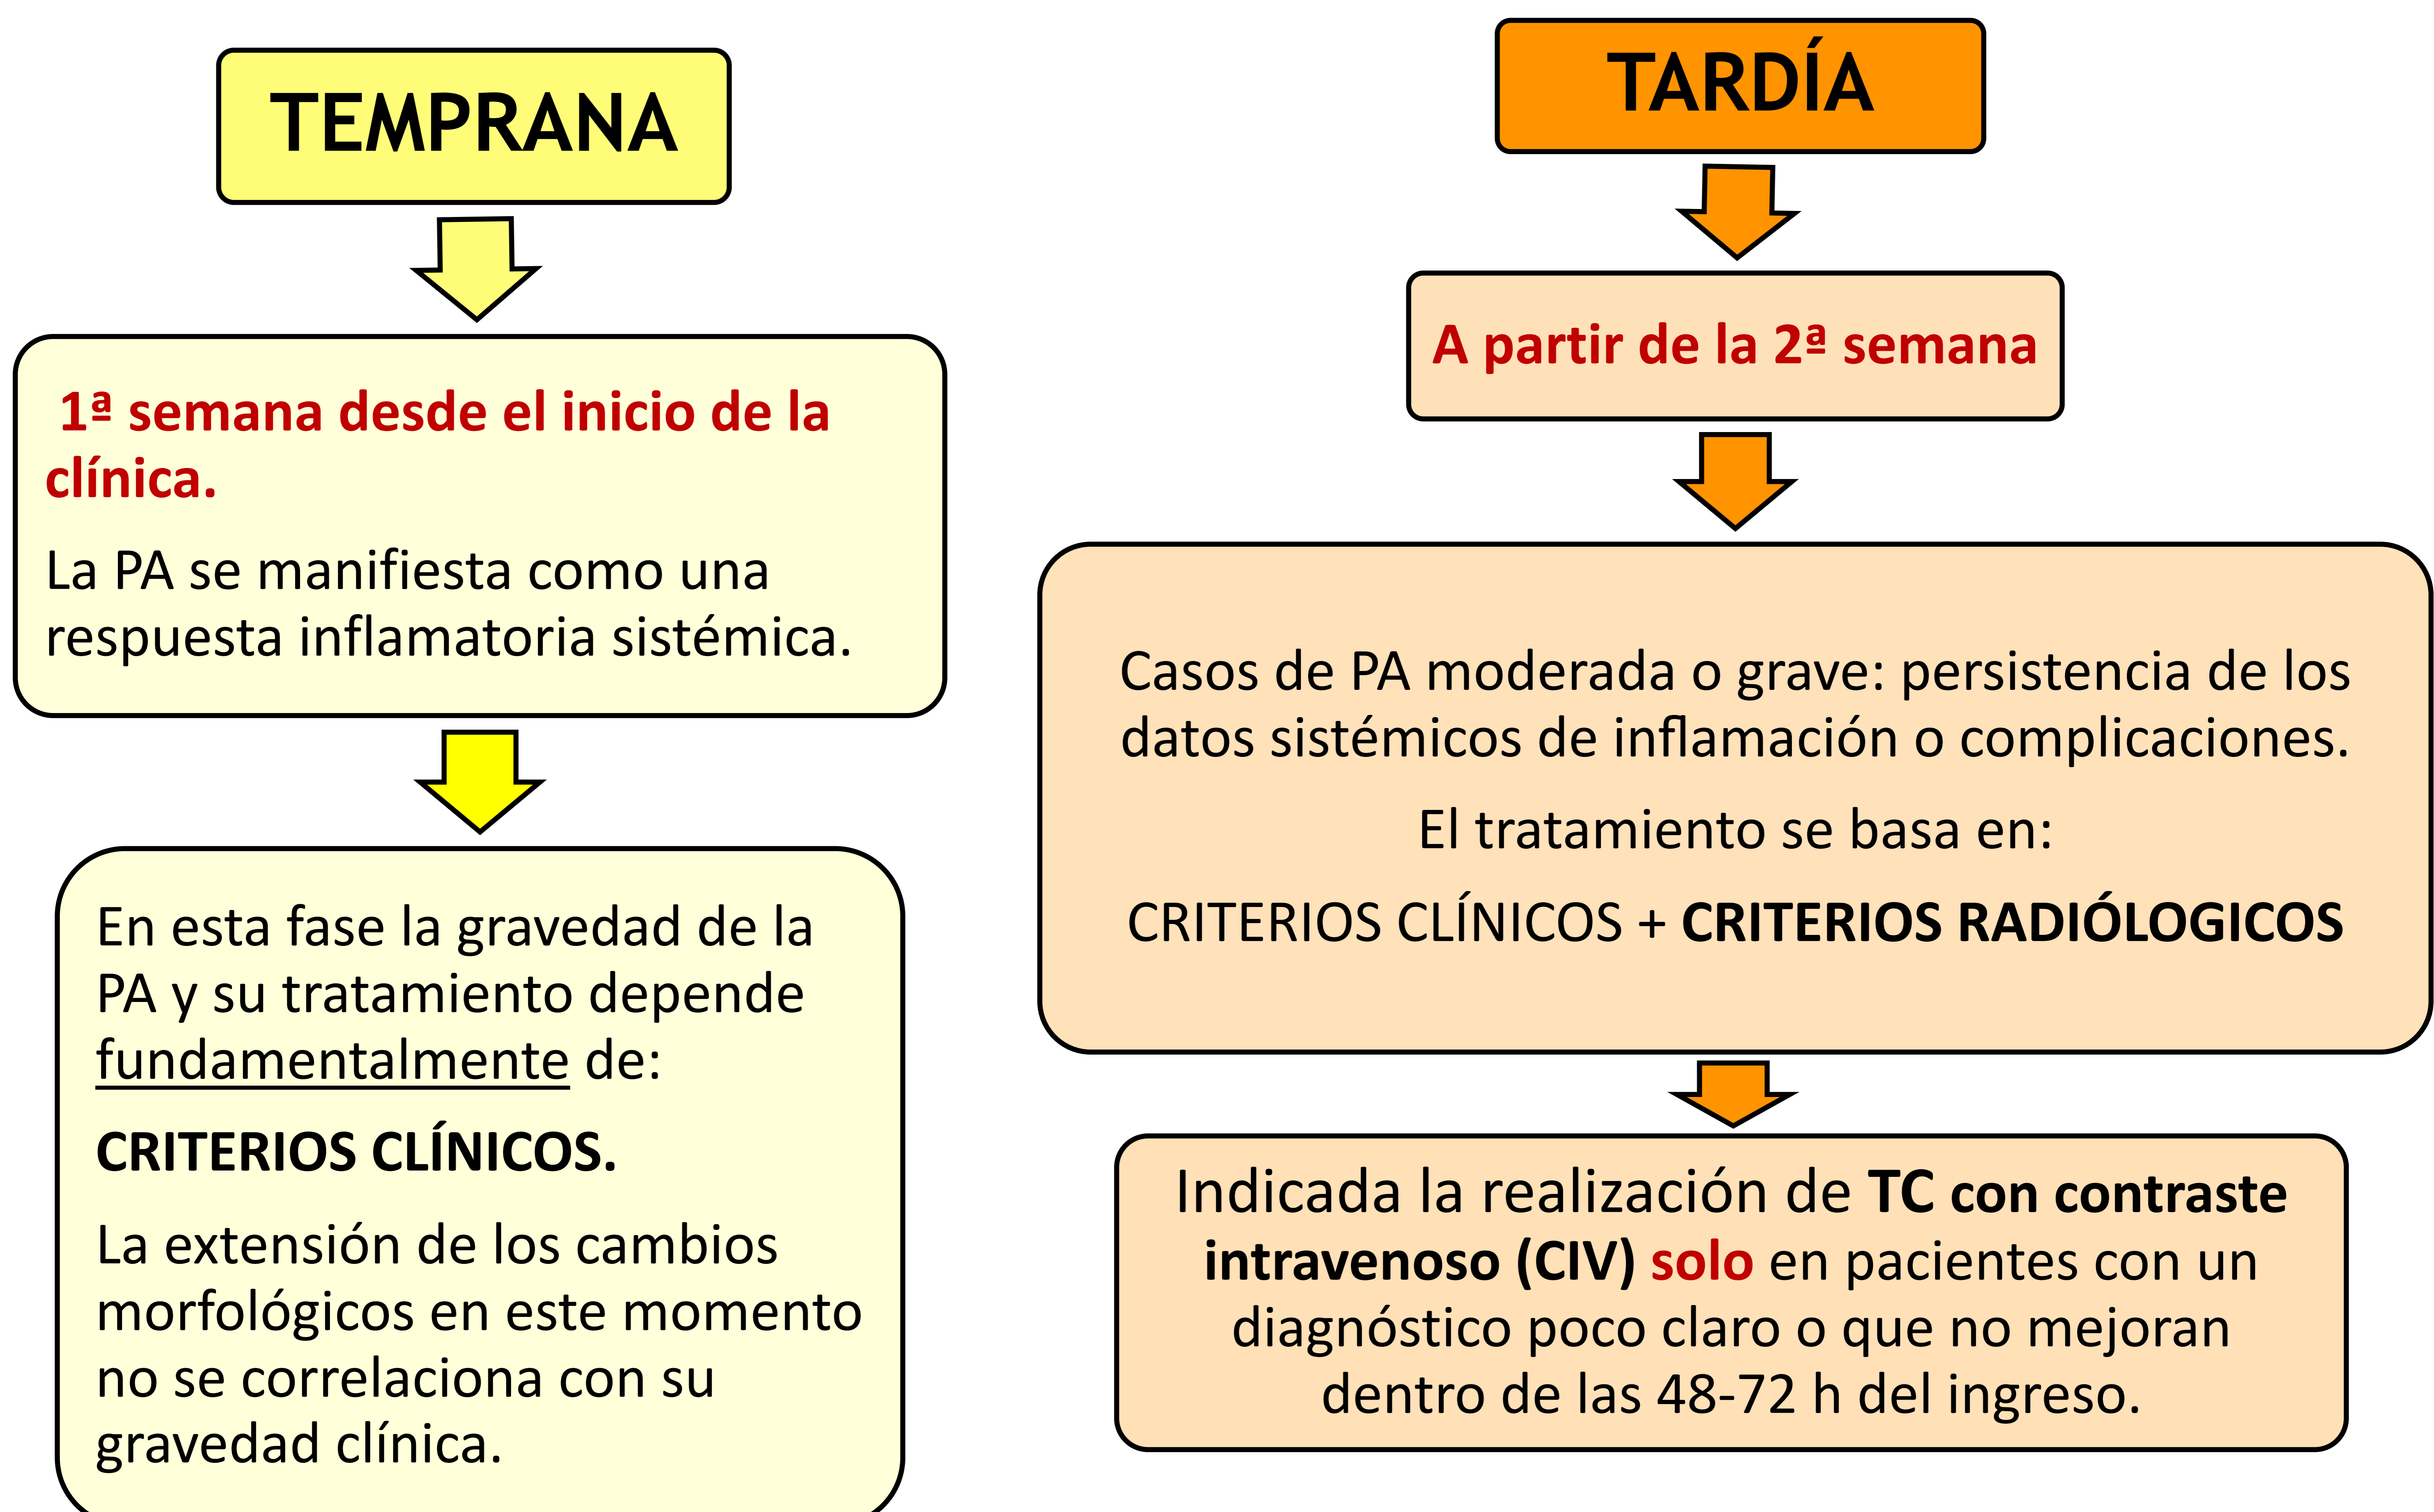 TEMPRANA
1ª semana desde el inicio de la
clínica.
La PA se manifiesta como una
respuesta inflamatoria sistémica.
En esta fase la gravedad de la
PA y su tratamiento depende
fundamentalmente de:
CRITERIOS CLÍNICOS.
La extensión de los cambios
morfológicos en este momento
no se correlaciona con su
gravedad clínica.
TARDÍA
A partir de la 2ª semana
Casos de PA moderada o grave: persistencia de los
datos sistémicos de inflamación o complicaciones.
El tratamiento se basa en:
CRITERIOS CLÍNICOS + CRITERIOS RADIÓLOGICOS
Indicada la realización de TC con contraste
intravenoso (CIV) solo en pacientes con un
diagnóstico poco claro o que no mejoran
dentro de las 48-72 h del ingreso.